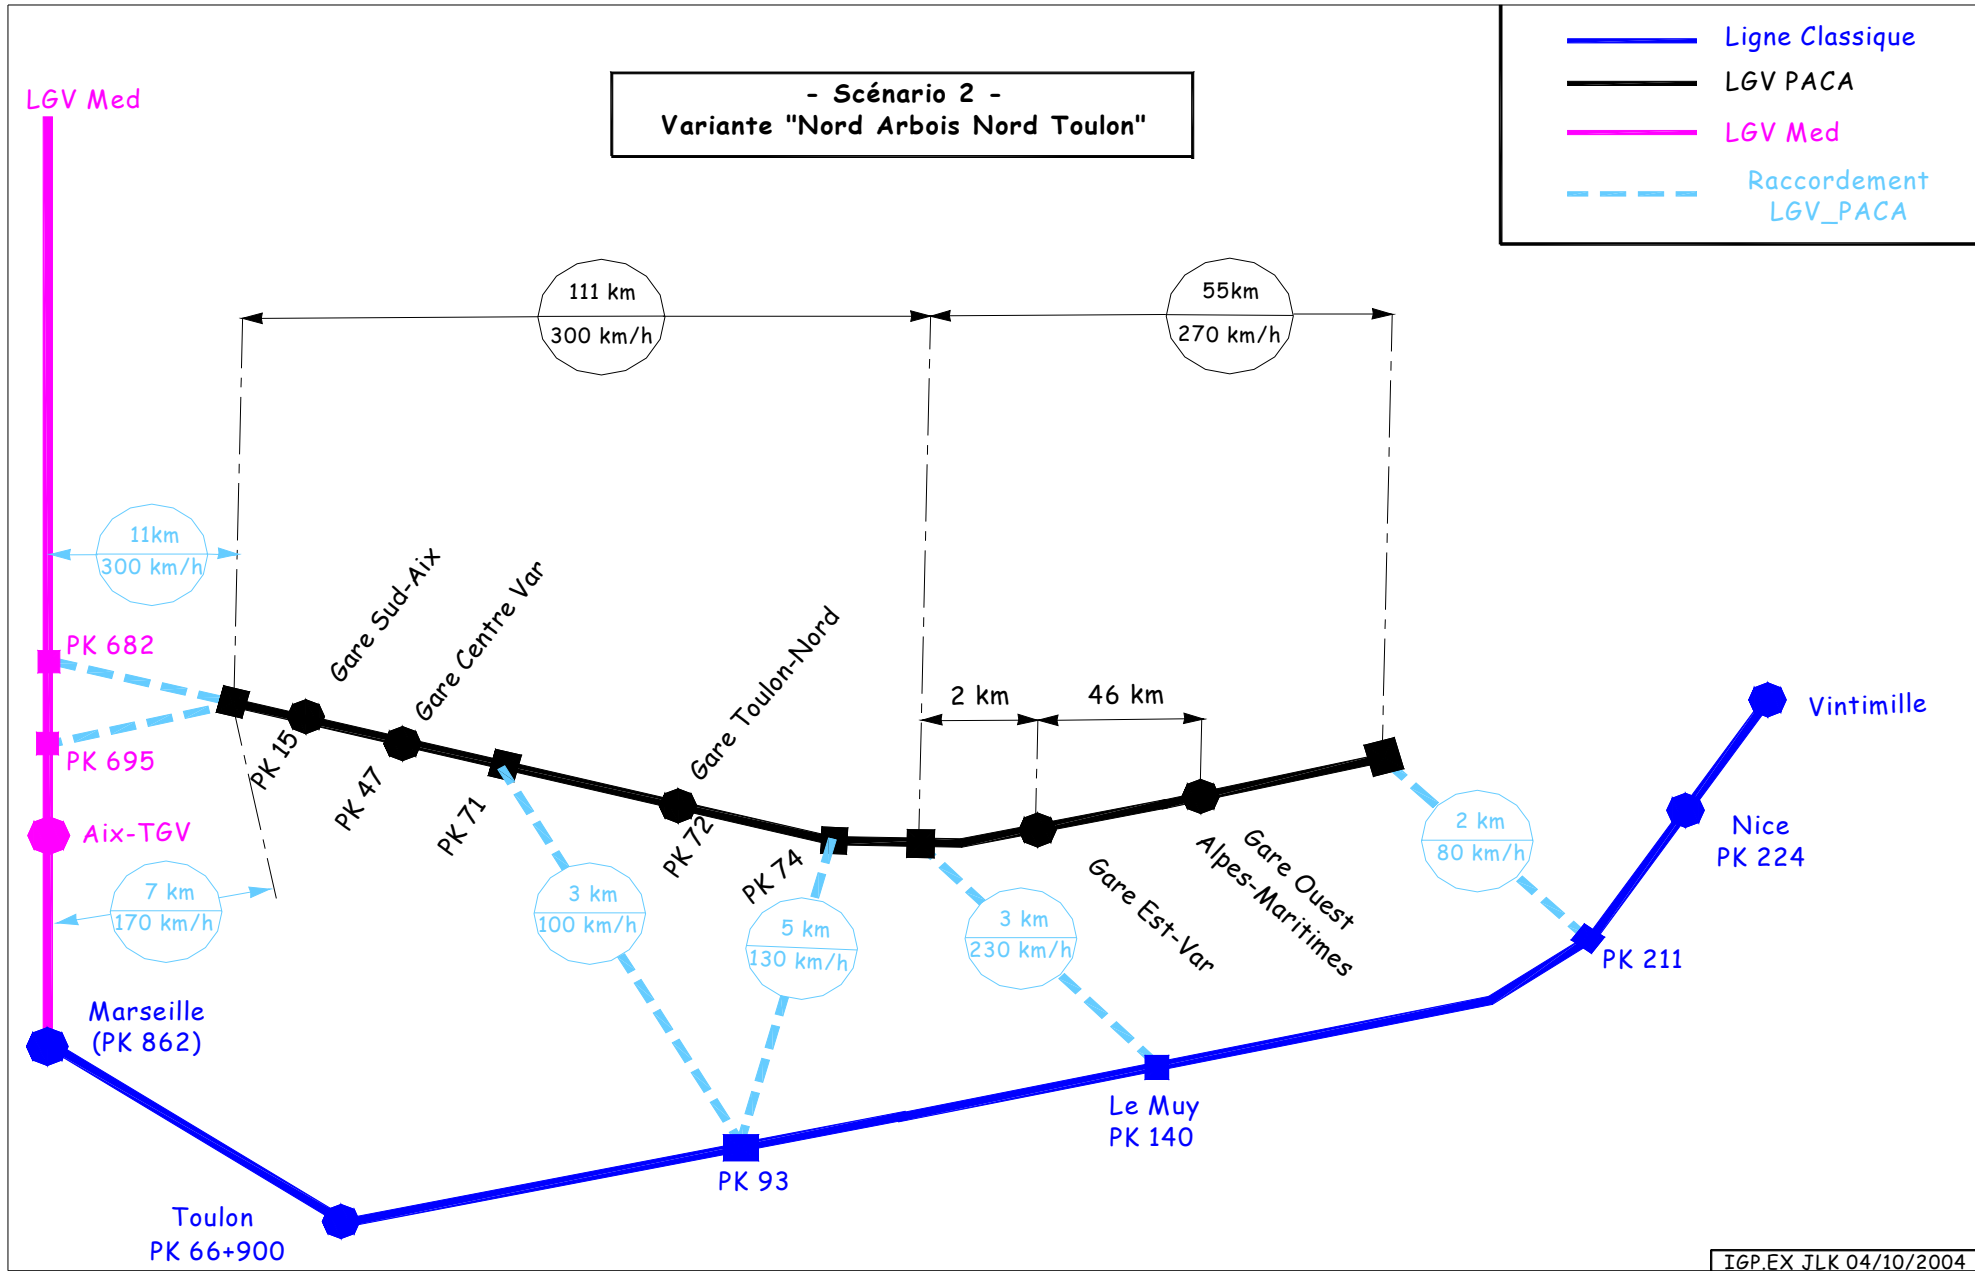 LGV Med
- Scénario 2 -
Variante "Nord Arbois Nord Toulon"
Ligne Classique
LGV PACA
LGV Med
Raccordement
LGV_PACA
111 km
300 km/h
55km
270 km/h
11km
300 km/h
PK 682
PK 695
Aix-TGV
7 km
170 km/h
Marseille
(PK 862)
Toulon
PK 66+900
Gare Sud-Aix
PK 15
Gare Centre Var
PK 47
PK 71
Gare Toulon-Nord
PK 72
PK 74
2 km
46 km
Gare Est-Var
Gare Ouest
Alpes-Maritimes
3 km
100 km/h
5 km
130 km/h
3 km
230 km/h
2 km
80 km/h
PK 93
Le Muy
PK 140
PK 211
Nice
PK 224
Vintimille
IGP.EX JLK 04/10/2004